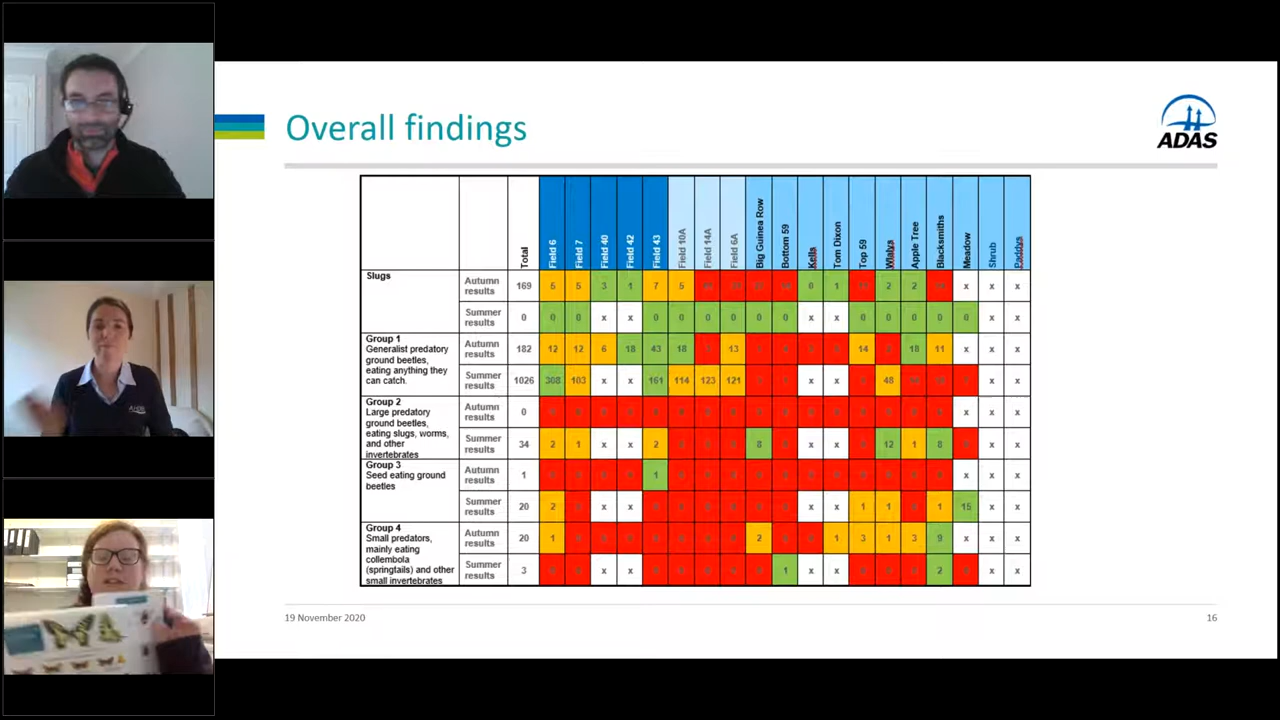 Overall findings
ADAS
Total
Field 6
Field 7
Field 40
Field 42
Field 43
Field 10A
Field 14A
Field 6A
Big Guinea Row
Bottom 59
Kells
Tom Dixon
Top 59
Apple Tree
Blacksmiths
Meadow
Shrub
Paddys
Slugs
Autumn results 169 5 5 3 1 7 5 0 1 2 2 x x x
Summer results 0 0 0 x x 0 0 0 0 0 0 x x 0 0 0 0 0 x x
Group 1
Generalist predatory ground beetles, eating anything they can catch.
Autumn results 182 12 12 6 18 43 18 13 14 18 11 x x x
Summer results 1026 308 103 x x 161 114 123 121 x x 48 x x
Group 2
Large predatory ground beetles, eating slugs, worms, and other invertebrates
Autumn results 0 x x x
Summer results 34 2 1 x x 2 8 x x 12 1 8 x x
Group 3
Seed eating ground beetles
Autumn results 1 1 x x x
Summer results 20 2 x x x x 1 1 1 15 x x
Group 4
Small predators, mainly eating collembola (springtails) and other small invertebrates
Autumn results 20 1 2 1 3 1 3 9 x x x
Summer results 3 x x 1 x x 2 x x
19 November 2020
16